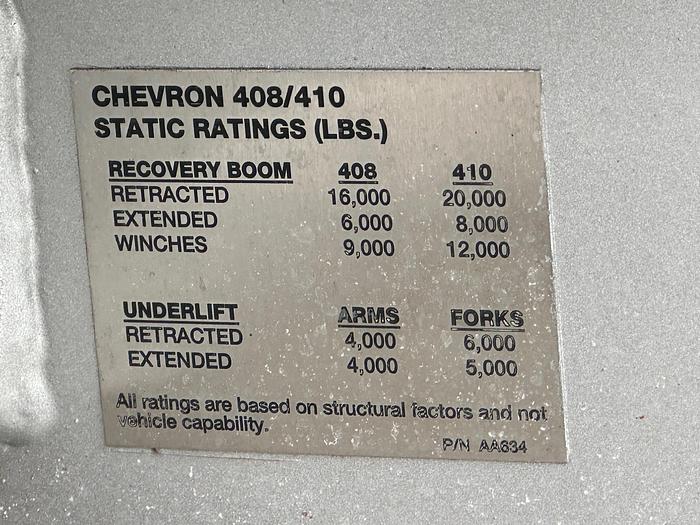 CHEVRON 408/410
STATIC RATINGS (LBS.)
RECOVERY BOOM 408 410
RETRACTED 16,000 20,000
EXTENDED 6,000 8,000
WINCHES 9,000 12,000
UNDERLIFT ARMS FORKS
RETRACTED 4,000 6,000
EXTENDED 4,000 5,000
All ratings are based on structural factors and not
vehicle capability.
P/N AA634